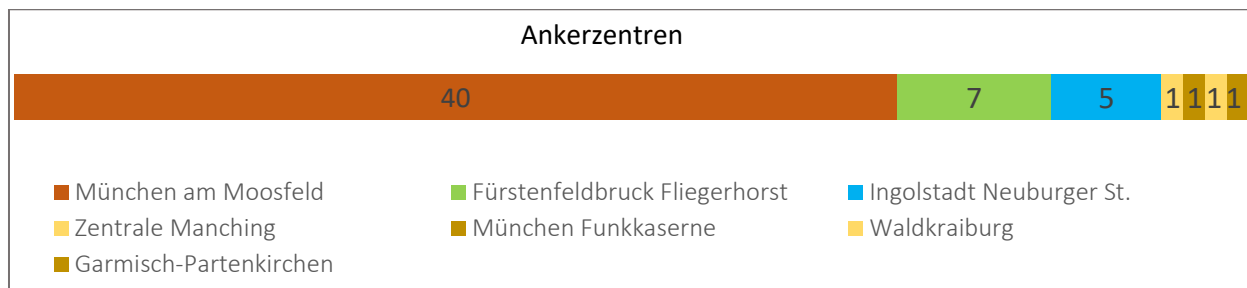 Ankerzentren
40 7 5 1 1 1 1
München am Moosfeld Fürstenfeldbruck Fliegerhorst Ingolstadt Neuburger St.
Zentrale Manching München Funkkaserne Waldkraiburg
Garmisch-Partenkirchen